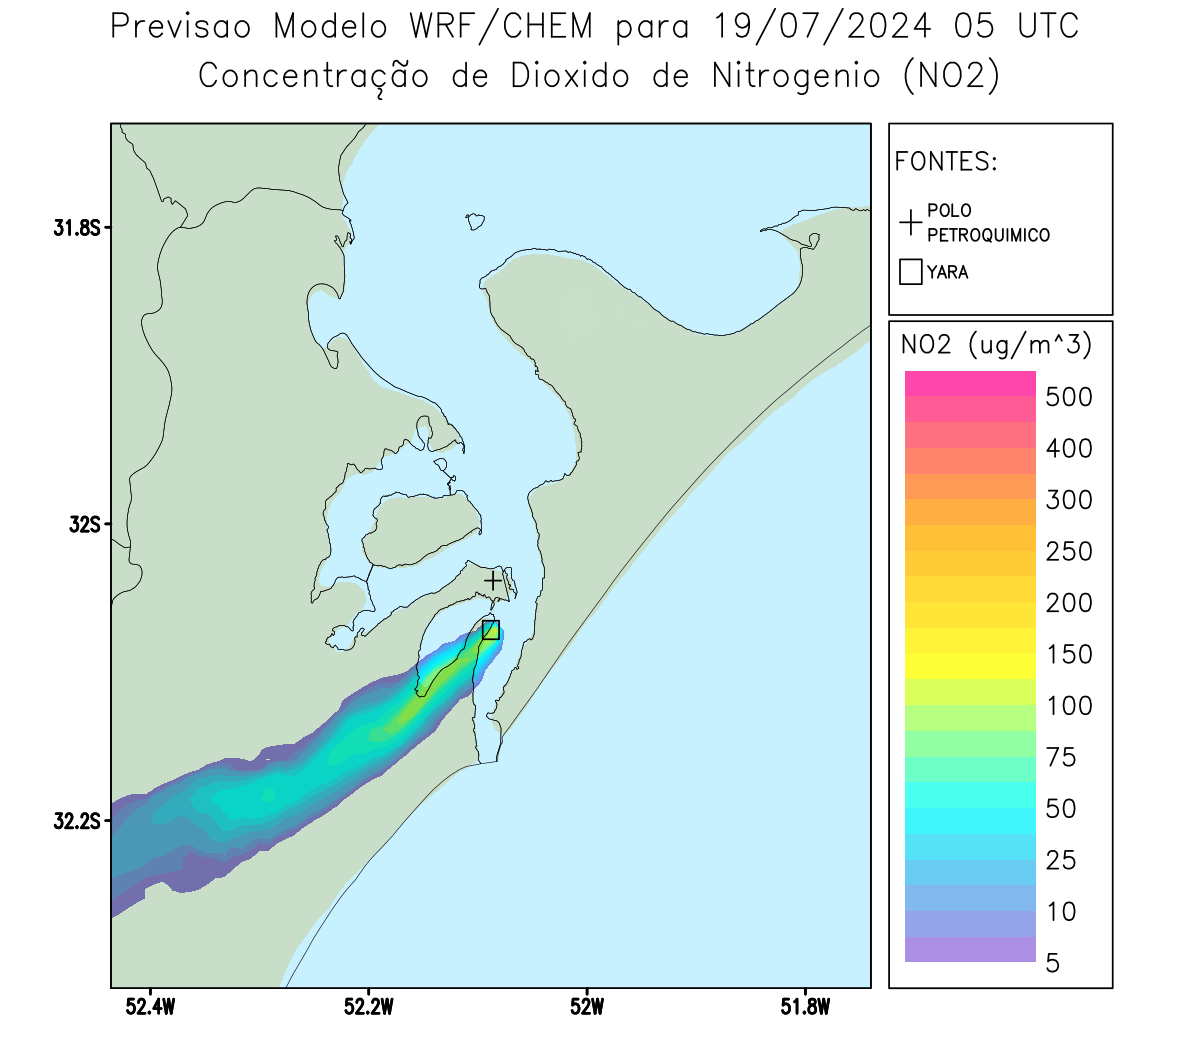 Previsao Modelo WRF/CHEM para 19/07/2024 05 UTC
Concentração de Dioxido de Nitrogenio (NO2)
FONTES:
POLO
PETROQUIMICO
YARA
NO2 (ug/m^3)
500
400
300
250
200
150
100
75
50
25
10
5
31.8S
32S
32.2S
52.4W
52.2W
52W
51.8W